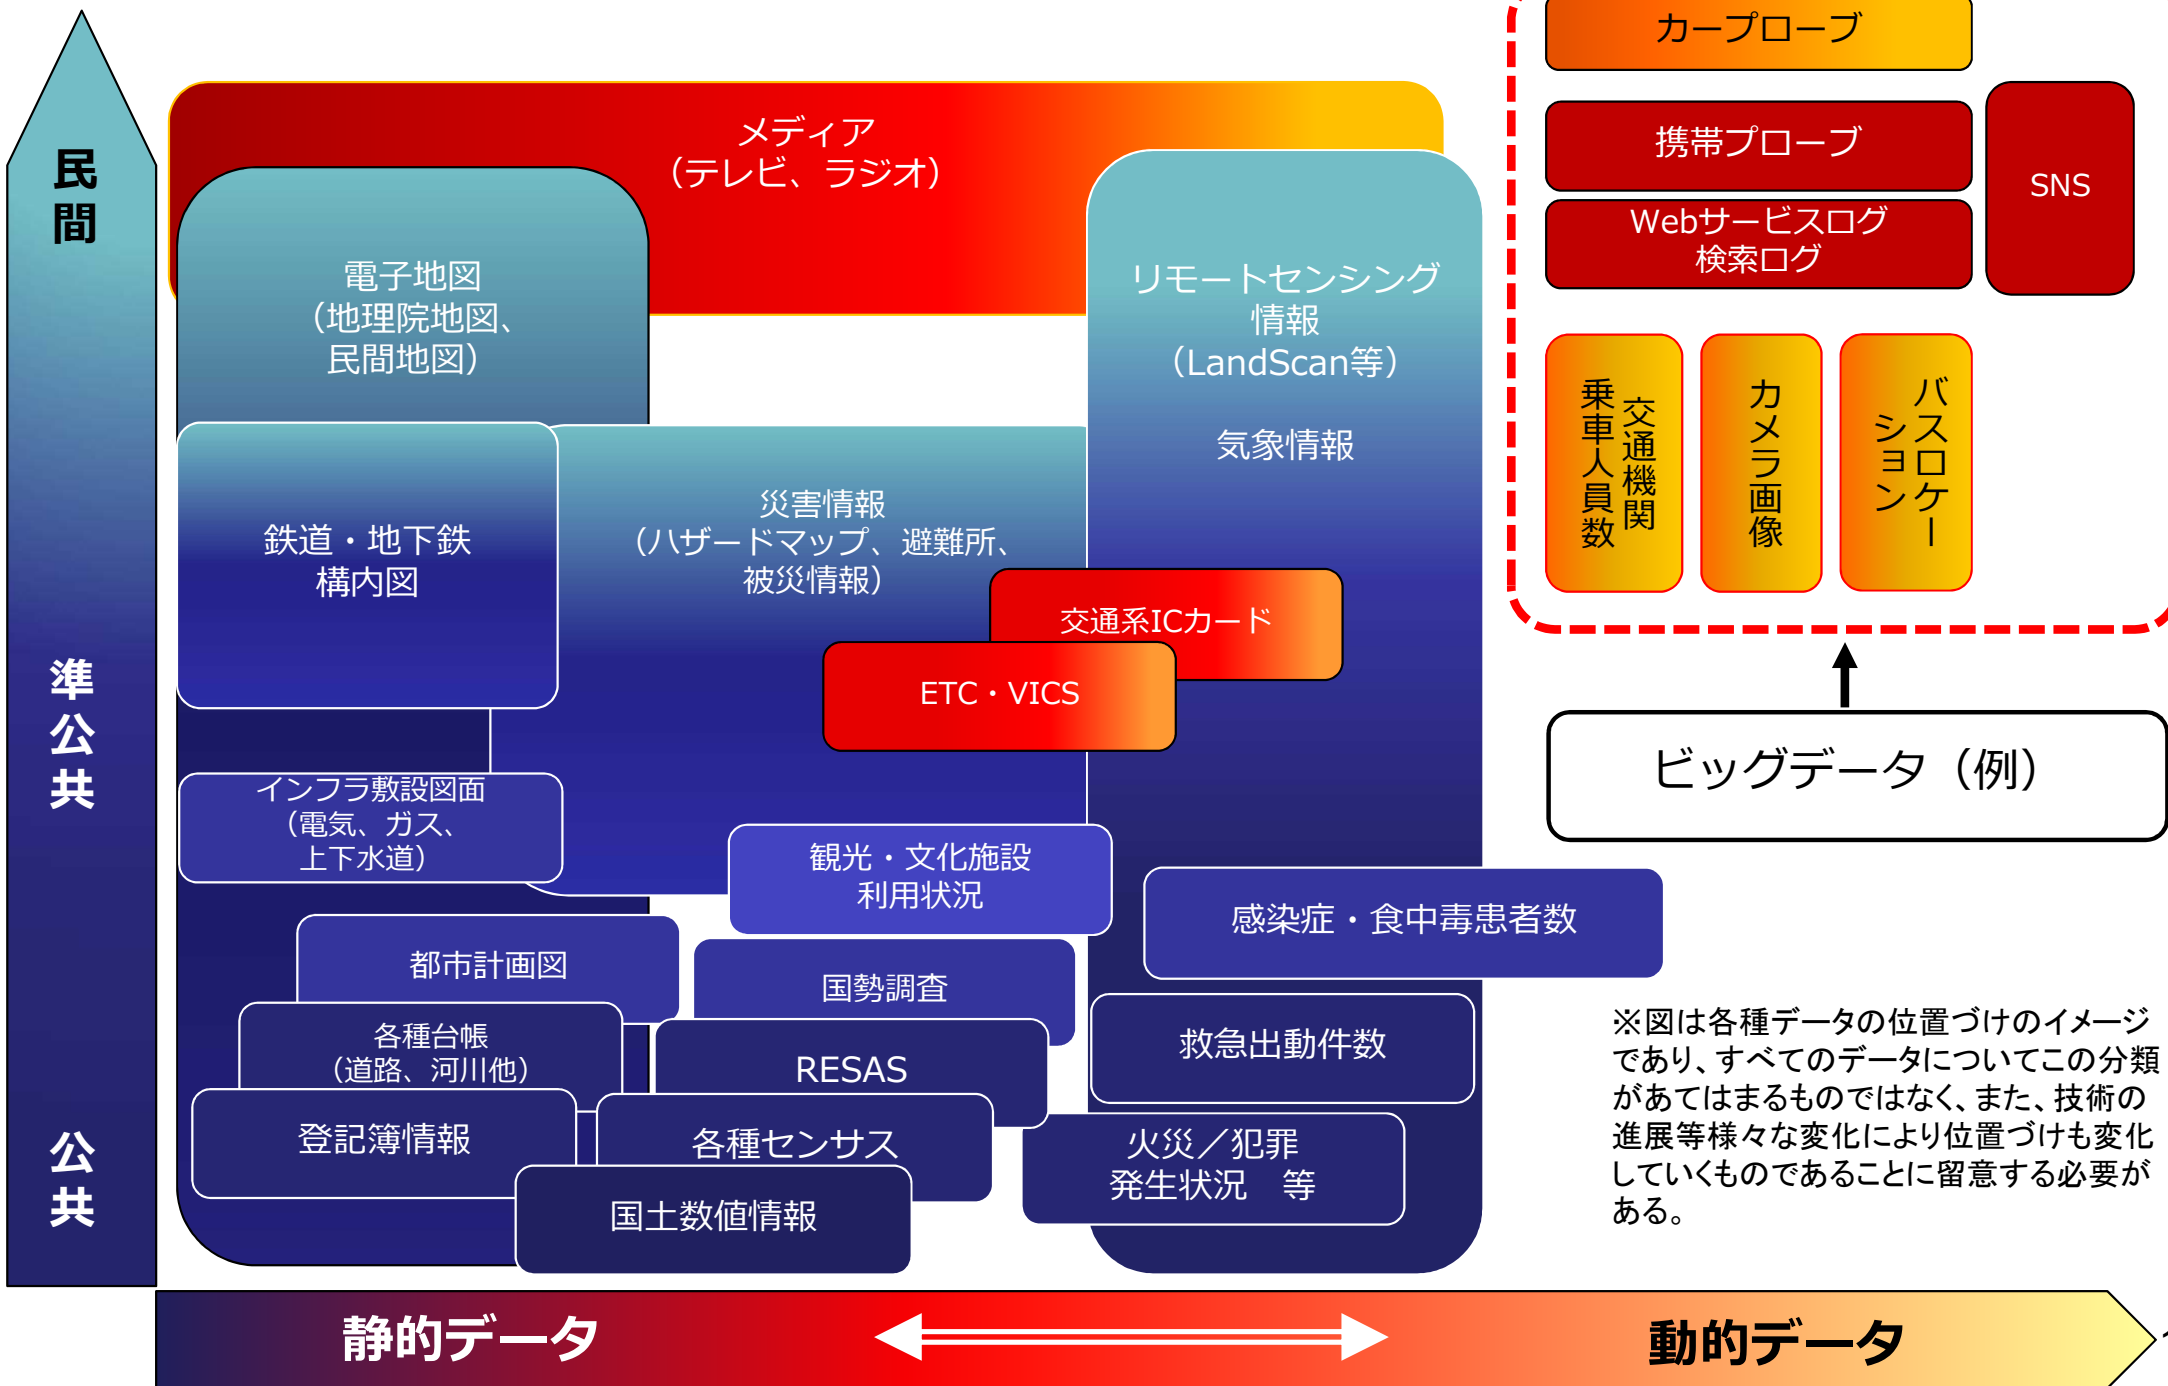 カープローブ
メディア
(テレビ、ラジオ)
携帯プローブ
SNS
Webサービスログ
検索ログ
民間
電子地図
(地理院地図、
民間地図)
リモートセンシング
情報
(LandScan等)
気象情報
交通機関
乗車人員数
カメラ画像
バスロケー
ション
鉄道・地下鉄
構内図
災害情報
(ハザードマップ、避難所、
被災情報)
交通系ICカード
ETC・VICS
準公共
ビッグデータ(例)
インフラ敷設図面
(電気、ガス、
上下水道)
観光・文化施設
利用状況
感染症・食中毒患者数
都市計画図
国勢調査
各種台帳
(道路、河川他)
RESAS
救急出動件数
※図は各種データの位置づけのイメージ
であり、すべてのデータについてこの分類
があてはまるものではなく、また、技術の
進展等様々な変化により位置づけも変化
していくものであることに留意する必要が
ある。
公共
登記簿情報
各種センサス
火災/犯罪
発生状況 等
国土数値情報
静的データ
動的データ